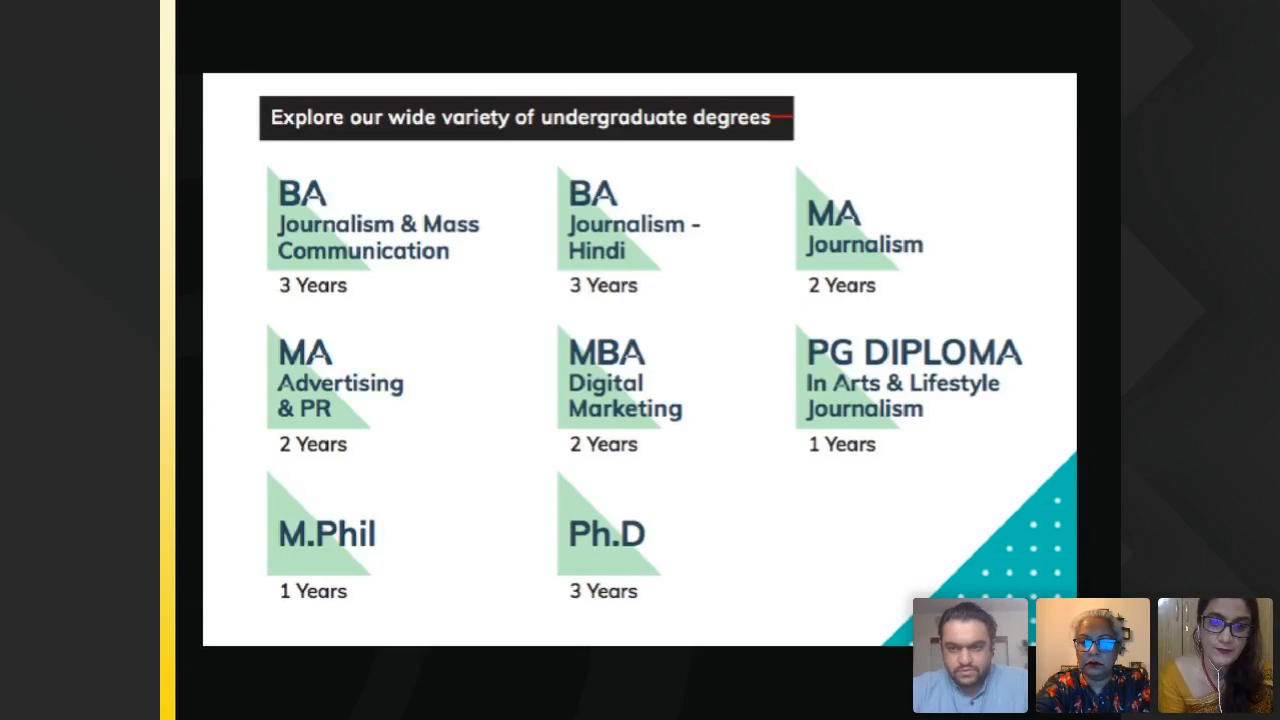 Explore our wide variety of undergraduate degrees
BA
Journalism & Mass
Communication
3 Years
BA
Journalism -
Hindi
3 Years
MA
Journalism
2 Years
MA
Advertising
& PR
2 Years
MBA
Digital
Marketing
2 Years
PG DIPLOMA
In Arts & Lifestyle
Journalism
1 Years
M.Phil
1 Years
Ph.D
3 Years